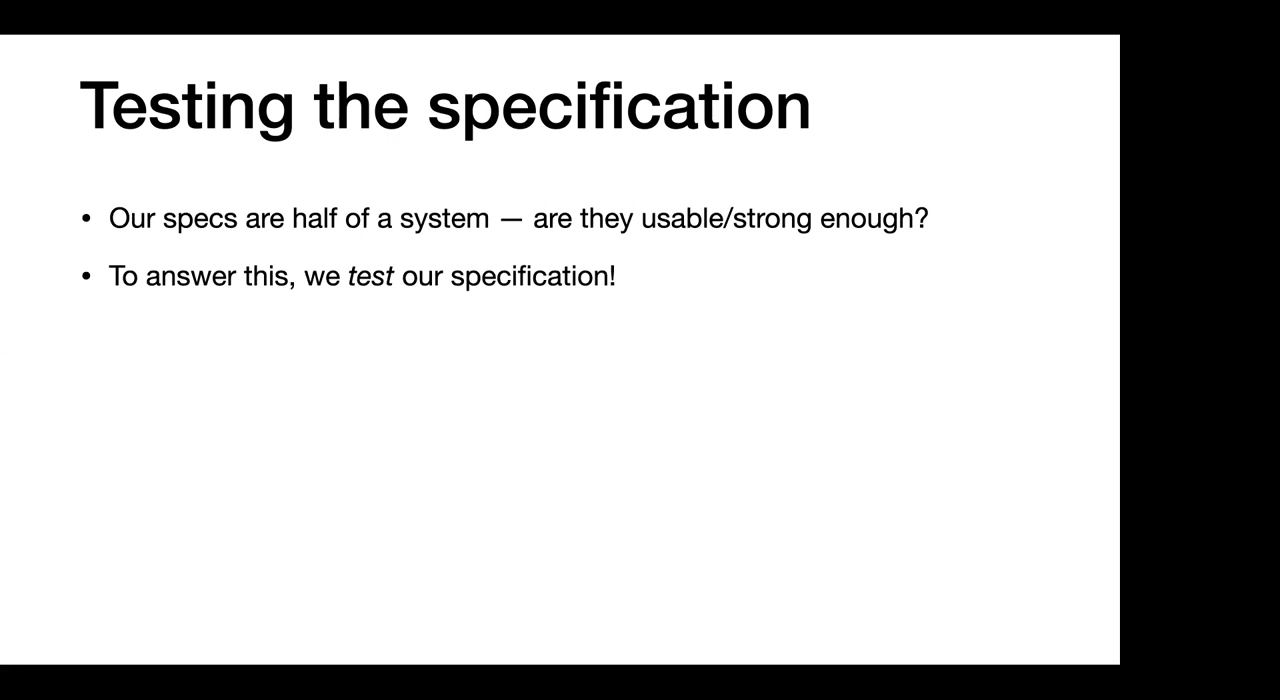 Testing the specification
• Our specs are half of a system — are they usable/strong enough?
• To answer this, we test our specification!